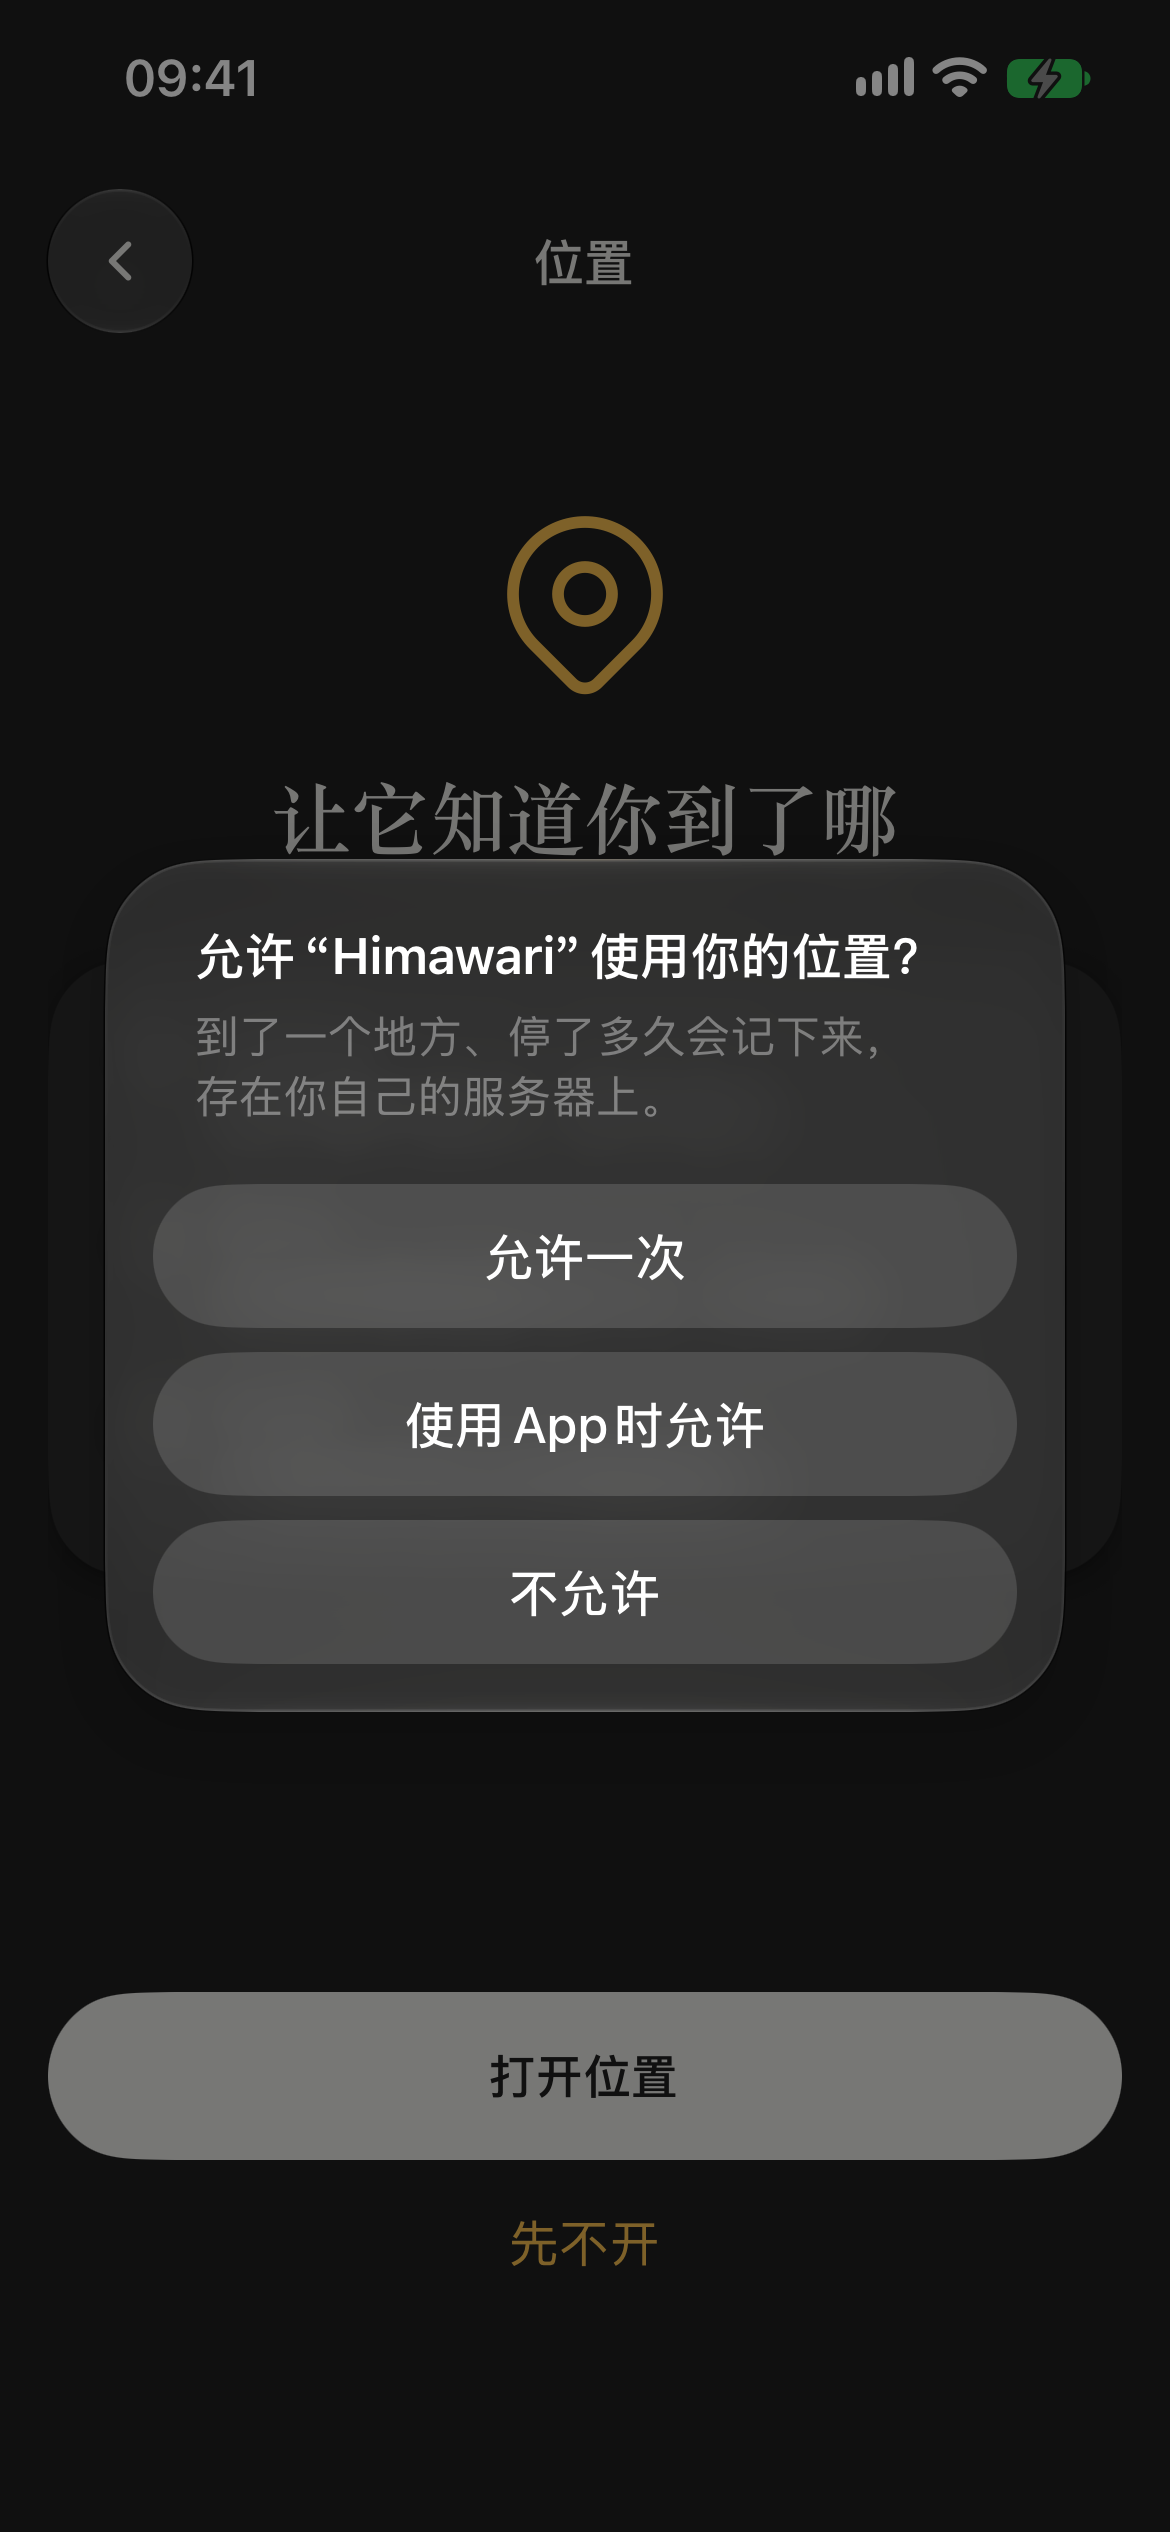 09:41
位置
让它知道你到了哪
允许 “Himawari” 使用你的位置?
到了一个地方、停了多久会记下来，
存在你自己的服务器上。
允许一次
使用 App 时允许
不允许
打开位置
先不开